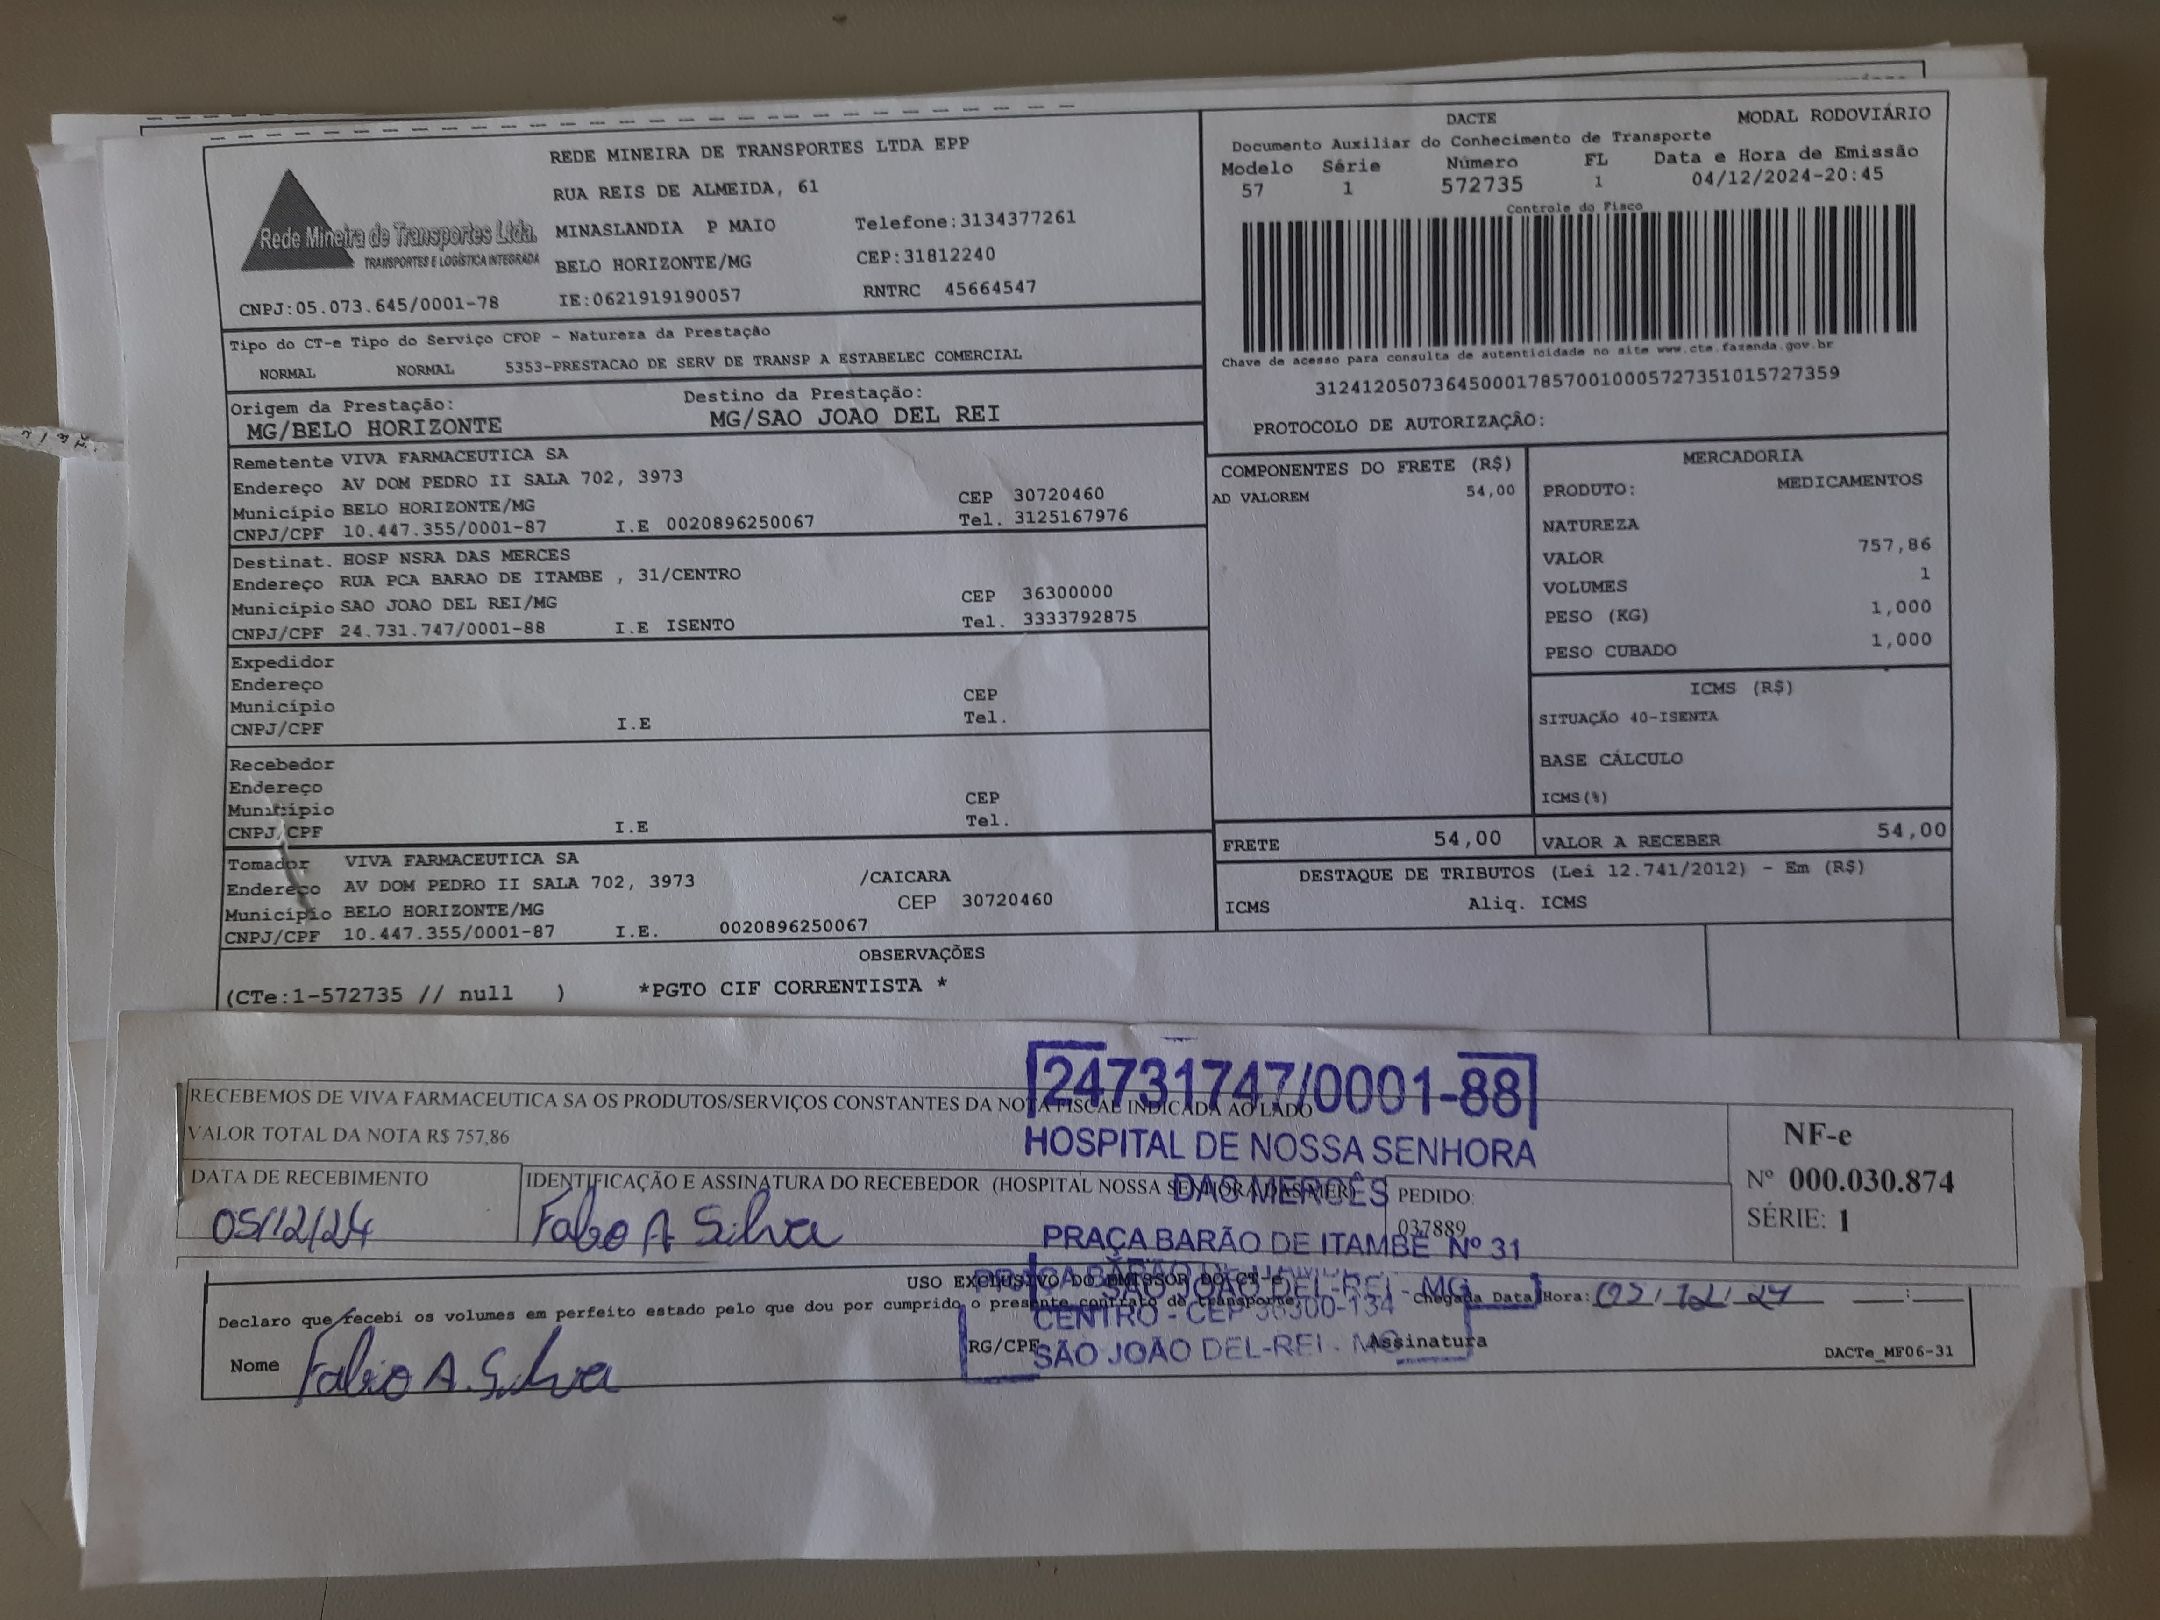 REDE MINEIRA DE TRANSPORTES LTDA EPP
RUA REIS DE ALMEIDA, 61
MINASLANDIA P MAIO Telefone:3134377261
BELO HORIZONTE/MG CEP:31812240
Rede Mineira de Transportes Ltda.
TRANSPORTES E LOGÍSTICA INTEGRADA
CNPJ:05.073.645/0001-78 IE:0621919190057 RNTRC 45664547
DACTE MODAL RODOVIÁRIO
Documento Auxiliar do Conhecimento de Transporte
Modelo Série Número FL Data e Hora de Emissão
57 1 572735 1 04/12/2024-20:45
Controle do Fisco
Chave de acesso para consulta de autenticidade no site www.cte.fazenda.gov.br
31241205073645000178570010005727351015727359
PROTOCOLO DE AUTORIZAÇÃO:
Tipo do CT-e Tipo do Serviço CFOP - Natureza da Prestação
NORMAL NORMAL 5353-PRESTACAO DE SERV DE TRANSP A ESTABELEC COMERCIAL
Origem da Prestação: Destino da Prestação:
MG/BELO HORIZONTE MG/SAO JOAO DEL REI
Remetente VIVA FARMACEUTICA SA
Endereço AV DOM PEDRO II SALA 702, 3973
Município BELO HORIZONTE/MG CEP 30720460
CNPJ/CPF 10.447.355/0001-87 I.E 0020896250067 Tel. 3125167976
Destinat. HOSP NSRA DAS MERCES
Endereço RUA PCA BARAO DE ITAMBE , 31/CENTRO
Município SAO JOAO DEL REI/MG CEP 36300000
CNPJ/CPF 24.731.747/0001-88 I.E ISENTO Tel. 3333792875
Expedidor
Endereço
Município CEP
CNPJ/CPF I.E Tel.
Recebedor
Endereço
Município CEP
CNPJ/CPF I.E Tel.
Tomador VIVA FARMACEUTICA SA
Endereço AV DOM PEDRO II SALA 702, 3973 /CAICARA
Município BELO HORIZONTE/MG CEP 30720460
CNPJ/CPF 10.447.355/0001-87 I.E. 0020896250067
COMPONENTES DO FRETE (R$)
AD VALOREM 54,00
MERCADORIA
PRODUTO: MEDICAMENTOS
NATUREZA
VALOR 757,86
VOLUMES 1
PESO (KG) 1,000
PESO CUBADO 1,000
ICMS (R$)
SITUAÇÃO 40-ISENTA
BASE CÁLCULO
ICMS(%)
FRETE 54,00 VALOR A RECEBER 54,00
DESTAQUE DE TRIBUTOS (Lei 12.741/2012) - Em (R$)
ICMS Aliq. ICMS
OBSERVAÇÕES
(CTe:1-572735 // null ) *PGTO CIF CORRENTISTA *
RECEBEMOS DE VIVA FARMACEUTICA SA OS PRODUTOS/SERVIÇOS CONSTANTES DA NOTA FISCAL INDICADA AO LADO
VALOR TOTAL DA NOTA R$ 757,86
DATA DE RECEBIMENTO IDENTIFICAÇÃO E ASSINATURA DO RECEBEDOR (HOSPITAL NOSSA SENHORA DAS MER)
05/12/24 Fabio A Silva
PEDIDO
037889
NF-e
Nº 000.030.874
SÉRIE: 1
24731747/0001-88
HOSPITAL DE NOSSA SENHORA
DAS MERCÊS
PRAÇA BARÃO DE ITAMBÉ Nº 31
SÃO JOÃO DEL-REI - MG
CENTRO - CEP 36300-134
SÃO JOÃO DEL-REI - MG
USO EXCLUSIVO DO EMISSOR DO CT-e
Declaro que recebi os volumes em perfeito estado pelo que dou por cumprido o presente contrato de transporte. Chegada Data/Hora: 05/12/24
Nome Fabio A. Silva RG/CPF Assinatura
DACTe_MF06-31